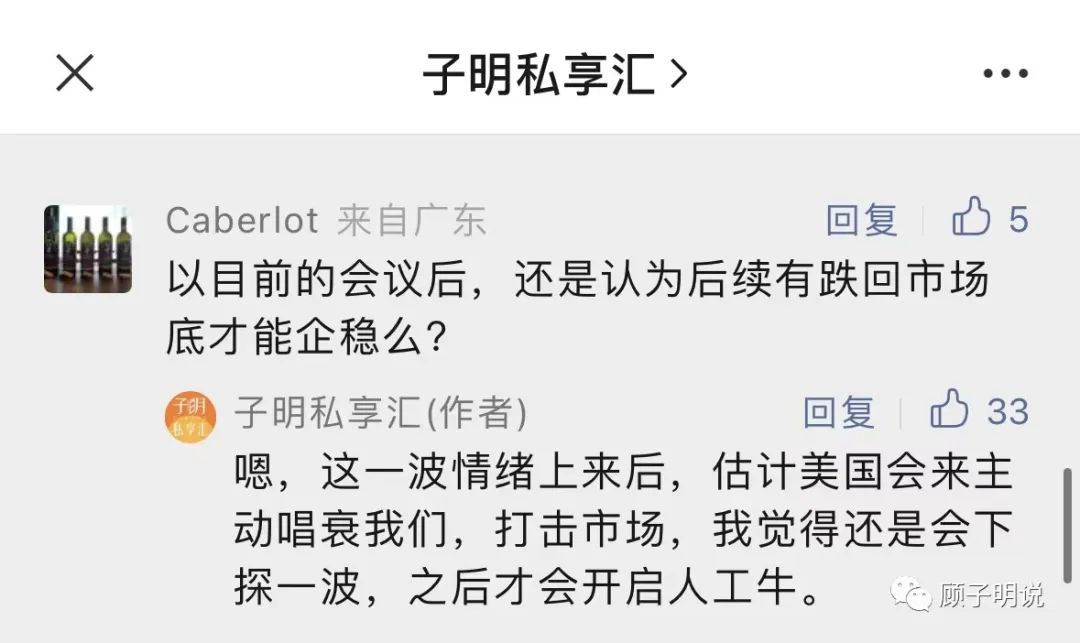 子明私享汇
Caberlot 来自广东 回复 5
以目前的会议后，还是认为后续有跌回市场
底才能企稳么？
子明
私享汇
子明私享汇(作者) 回复 33
嗯，这一波情绪上来后，估计美国会来主
动唱衰我们，打击市场，我觉得还是会下
探一波，之后才会开启人工牛。
顾子明说